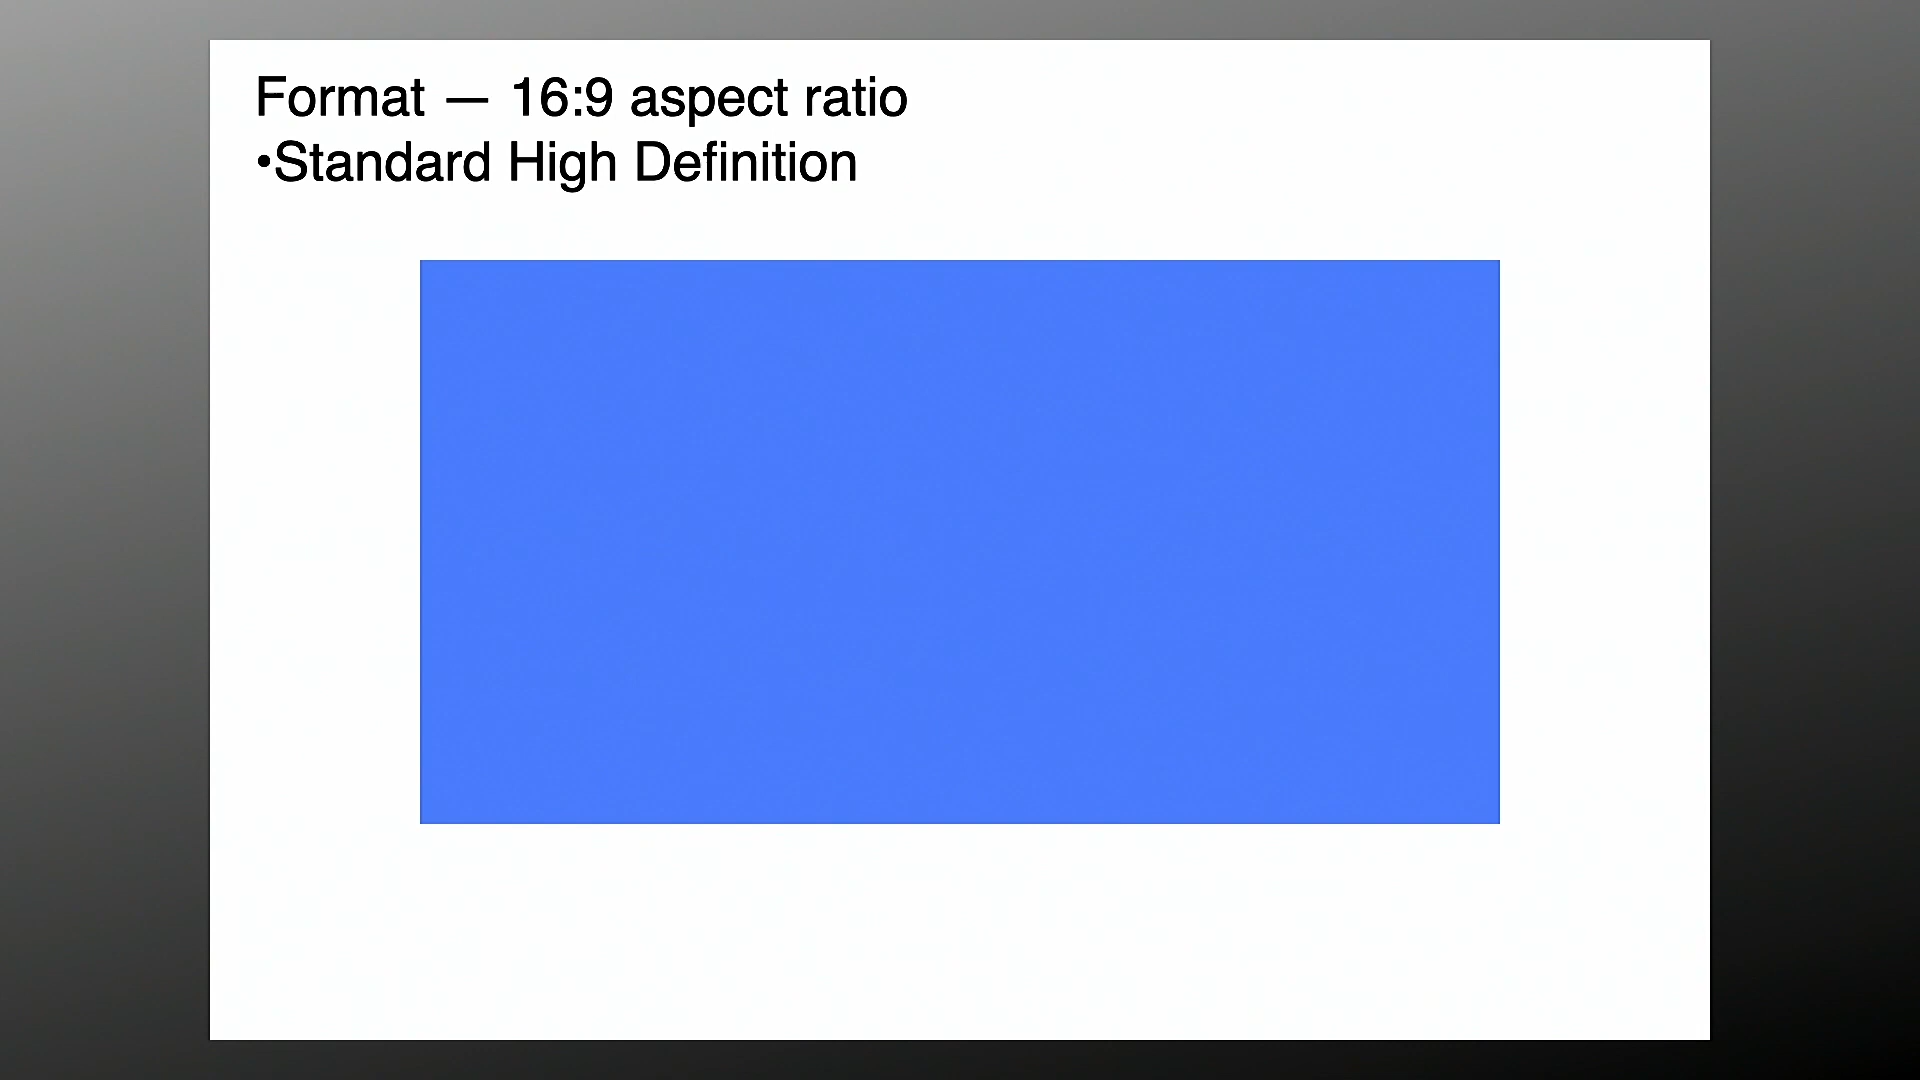 Format — 16:9 aspect ratio
•Standard High Definition